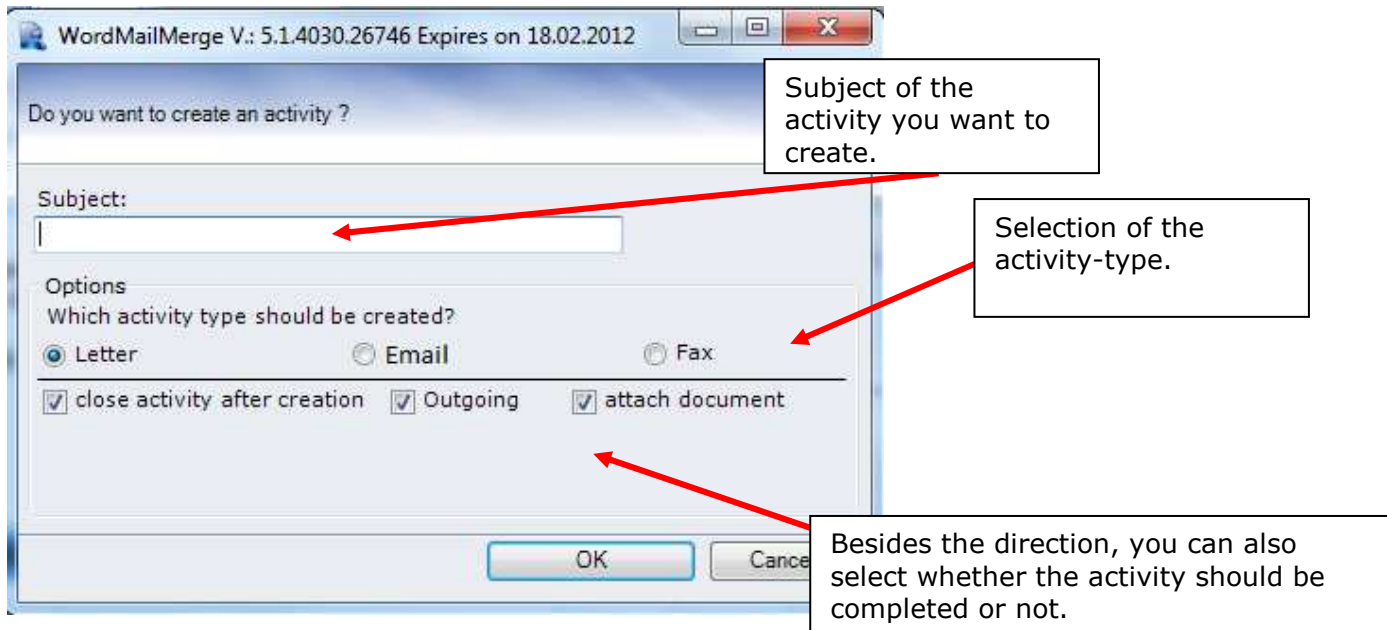 WordMailMerge V.: 5.1.4030.26746 Expires on 18.02.2012
Do you want to create an activity ?
Subject of the
activity you want to
create.
Subject:
Selection of the
activity-type.
Options
Which activity type should be created?
Letter Email Fax
close activity after creation Outgoing attach document
OK Cance
Besides the direction, you can also
select whether the activity should be
completed or not.